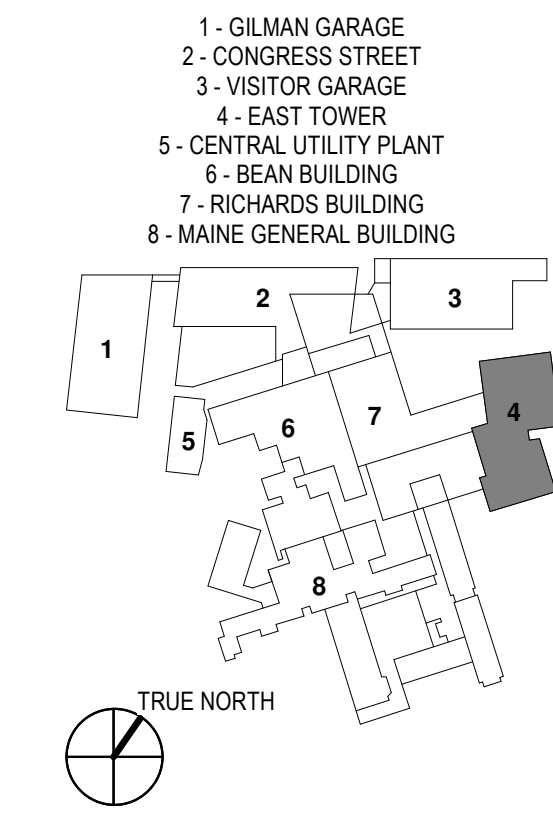 1 - GILMAN GARAGE
2 - CONGRESS STREET
3 - VISITOR GARAGE
4 - EAST TOWER
5 - CENTRAL UTILITY PLANT
6 - BEAN BUILDING
7 - RICHARDS BUILDING
8 - MAINE GENERAL BUILDING
2
3
1
4
7
6
5
8
TRUE NORTH